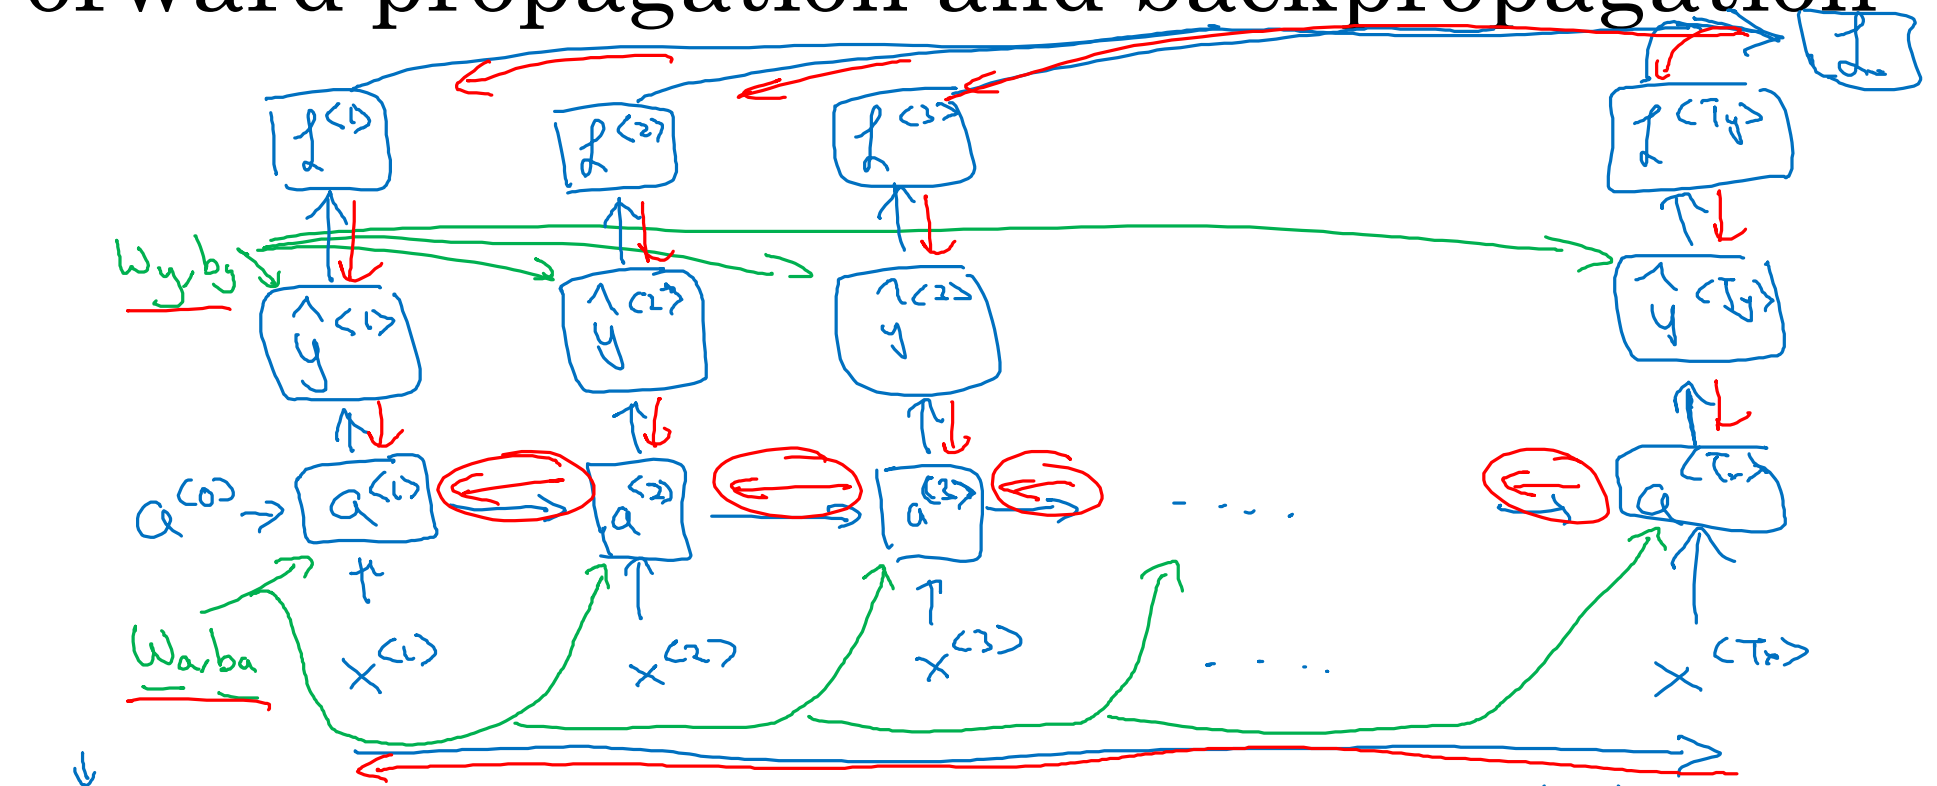 orward propagation and backpropagation
L
L<1> L<2> L<3> L<Ty>
Wy,by
ŷ<1> ŷ<2> ŷ<2> ŷ<Ty>
a<0> → a<1> a<2> a<3> - - - - a<Tx>
Wa,ba
x<1> x<2> x<3> - - - - x<Tx>